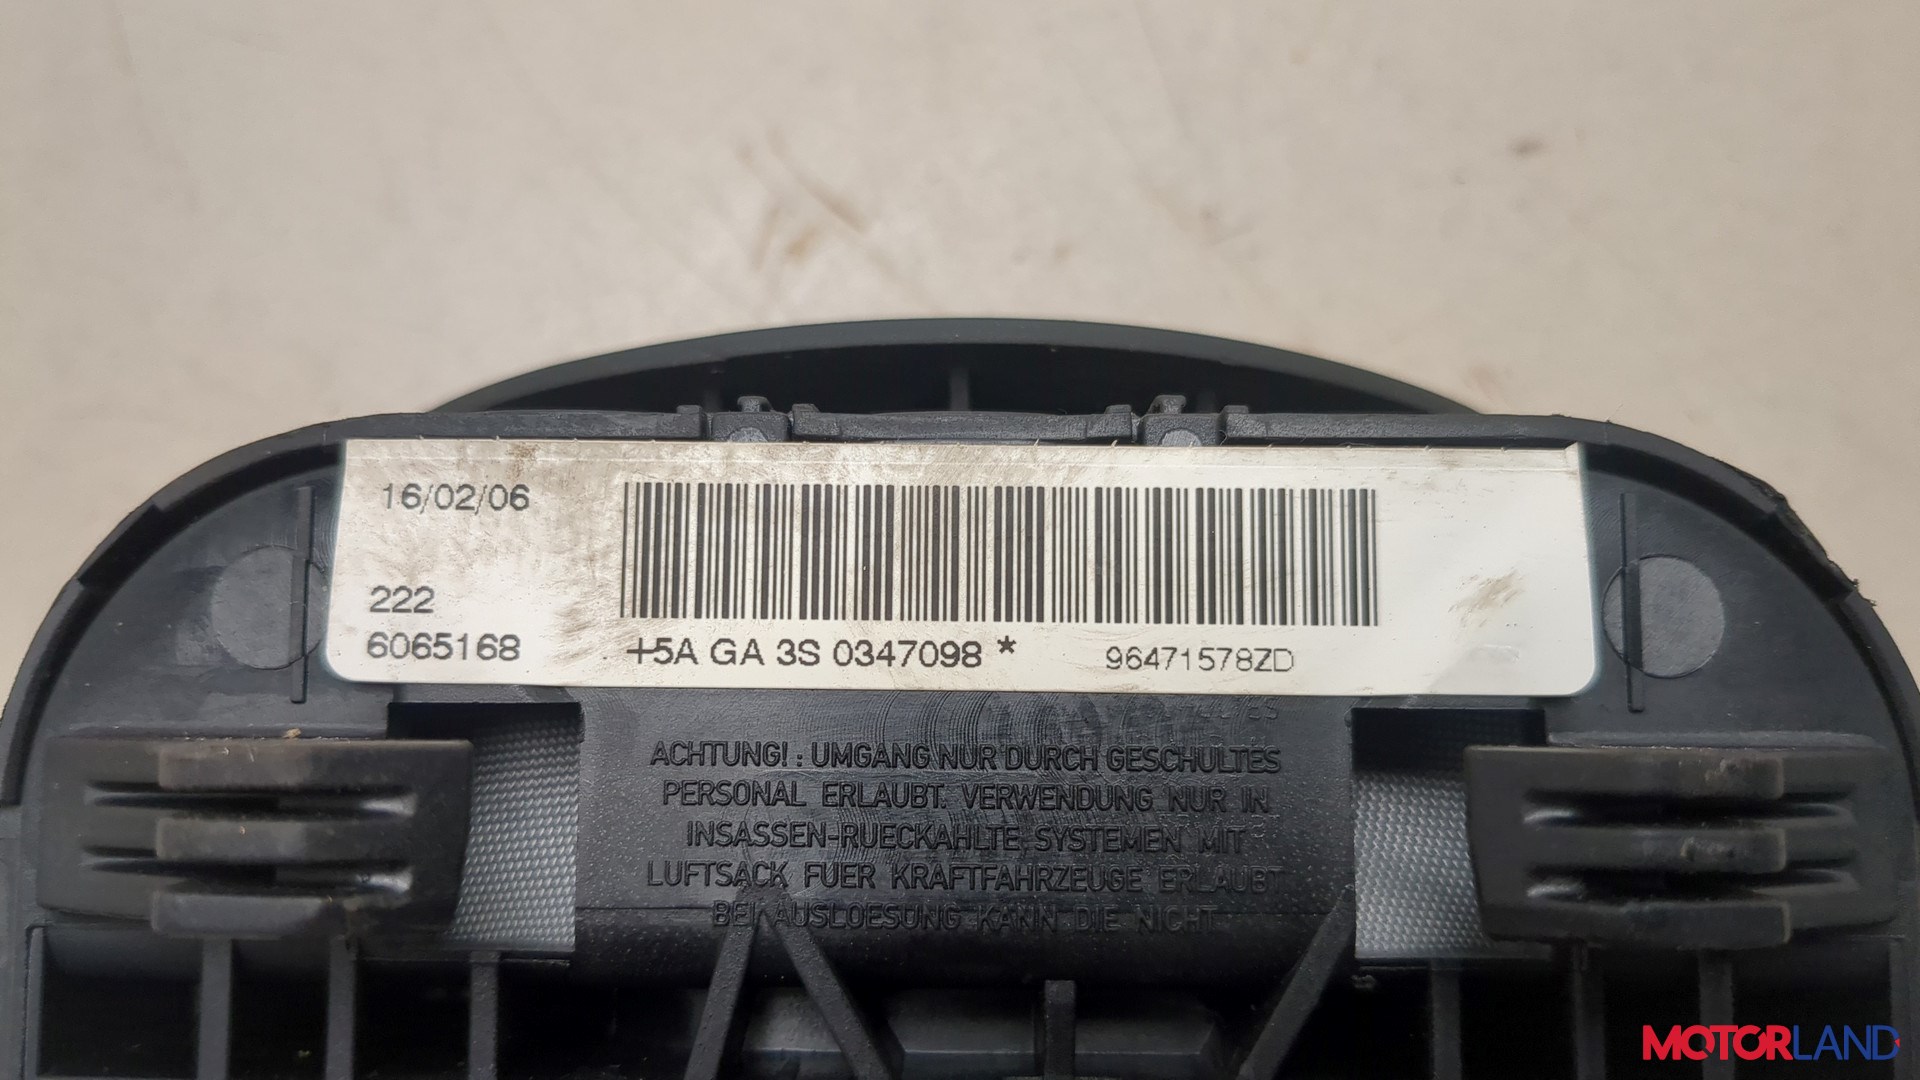 16/02/06
222
6065168
+5A GA 3S 0347098 *
96471578ZD
ACHTUNG! : UMGANG NUR DURCH GESCHULTES
PERSONAL ERLAUBT. VERWENDUNG NUR IN
INSASSEN-RUECKAHLTE SYSTEMEN MIT
LUFTSACK FUER KRAFTFAHRZEUGE ERLAUBT
BEI AUSLOESUNG KANN DIE NICHT
MOTORLAND